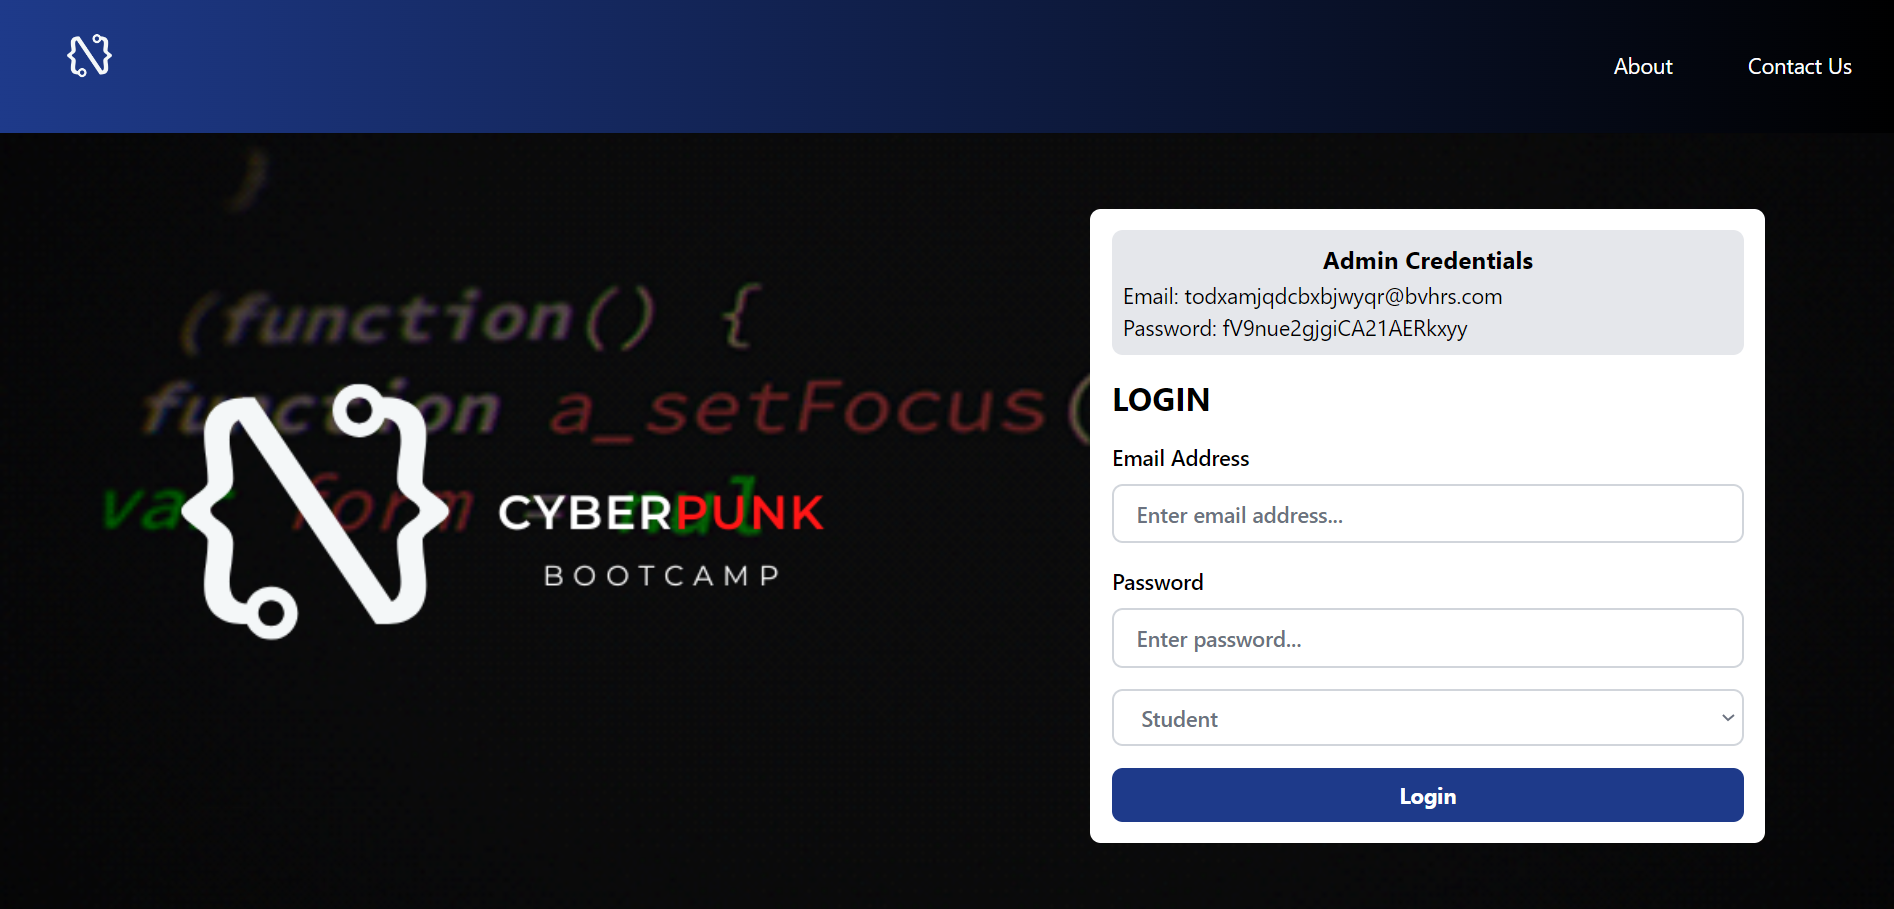 About
Contact Us
)
(function() {
function a_setFocus(
var form = nul
CYBERPUNK
BOOTCAMP
Admin Credentials
Email: todxamjqdcbxbjwyqr@bvhrs.com
Password: fV9nue2gjgiCA21AERkxyy
LOGIN
Email Address
Enter email address...
Password
Enter password...
Student
Login